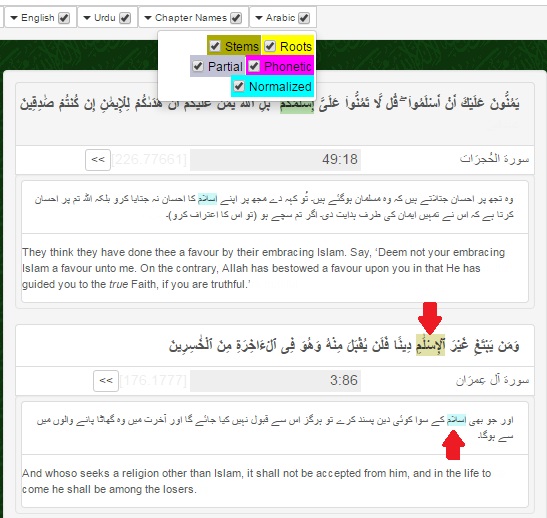 English Urdu Chapter Names Arabic
Stems Roots
Partial Phonetic
Normalized
يَمُنُّونَ عَلَيْكَ أَنْ أَسْلَمُوا۟ ۖ قُل لَّا تَمُنُّوا۟ عَلَىَّ إِسْلَٰمَكُم ۖ بَلِ ٱللَّهُ يَمُنُّ عَلَيْكُمْ أَنْ هَدَىٰكُمْ لِلْإِيمَٰنِ إِن كُنتُمْ صَٰدِقِينَ
سورة الحُجرَات 49:18 [226.77661] <<
وہ تجھ پر احسان جتلاتے ہیں کہ وہ مسلمان ہوگئے ہیں۔ تُو کہہ دے مجھ پر اپنے اسلام کا احسان نہ جتایا کرو بلکہ اللہ تم پر احسان
کرتا ہے کہ اس نے تمہیں ایمان کی طرف ہدایت دی۔ اگر تم سچے ہو (تو اس کا اعتراف کرو)۔
They think they have done thee a favour by their embracing Islam. Say, ‘Deem not your embracing
Islam a favour unto me. On the contrary, Allah has bestowed a favour upon you in that He has
guided you to the true Faith, if you are truthful.’
وَمَن يَبْتَغِ غَيْرَ ٱلْإِسْلَٰمِ دِينًا فَلَن يُقْبَلَ مِنْهُ وَهُوَ فِى ٱلْءَاخِرَةِ مِنَ ٱلْخَٰسِرِينَ
سورة آل عِمرَان 3:86 [176.1777] <<
اور جو بھی اسلام کے سوا کوئی دین پسند کرے تو ہرگز اس سے قبول نہیں کیا جائے گا اور آخرت میں وہ گھاٹا پانے والوں میں
سے ہوگا۔
And whoso seeks a religion other than Islam, it shall not be accepted from him, and in the life to
come he shall be among the losers.